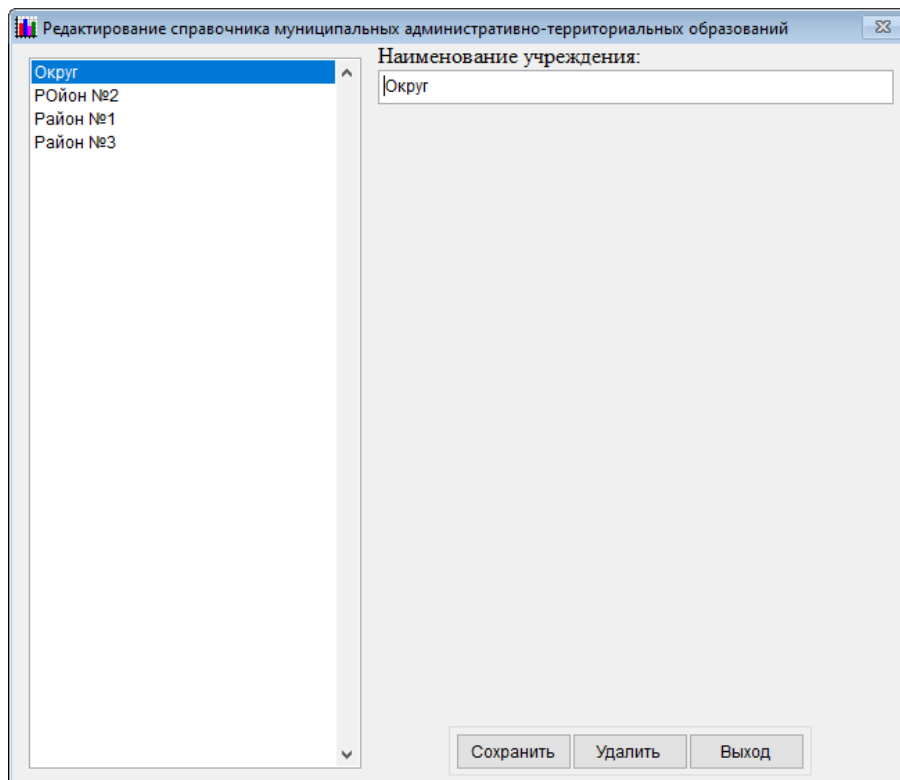 Редактирование справочника муниципальных административно-территориальных образований
Наименование учреждения:
Округ
Округ
РОйон №2
Район №1
Район №3
Сохранить Удалить Выход